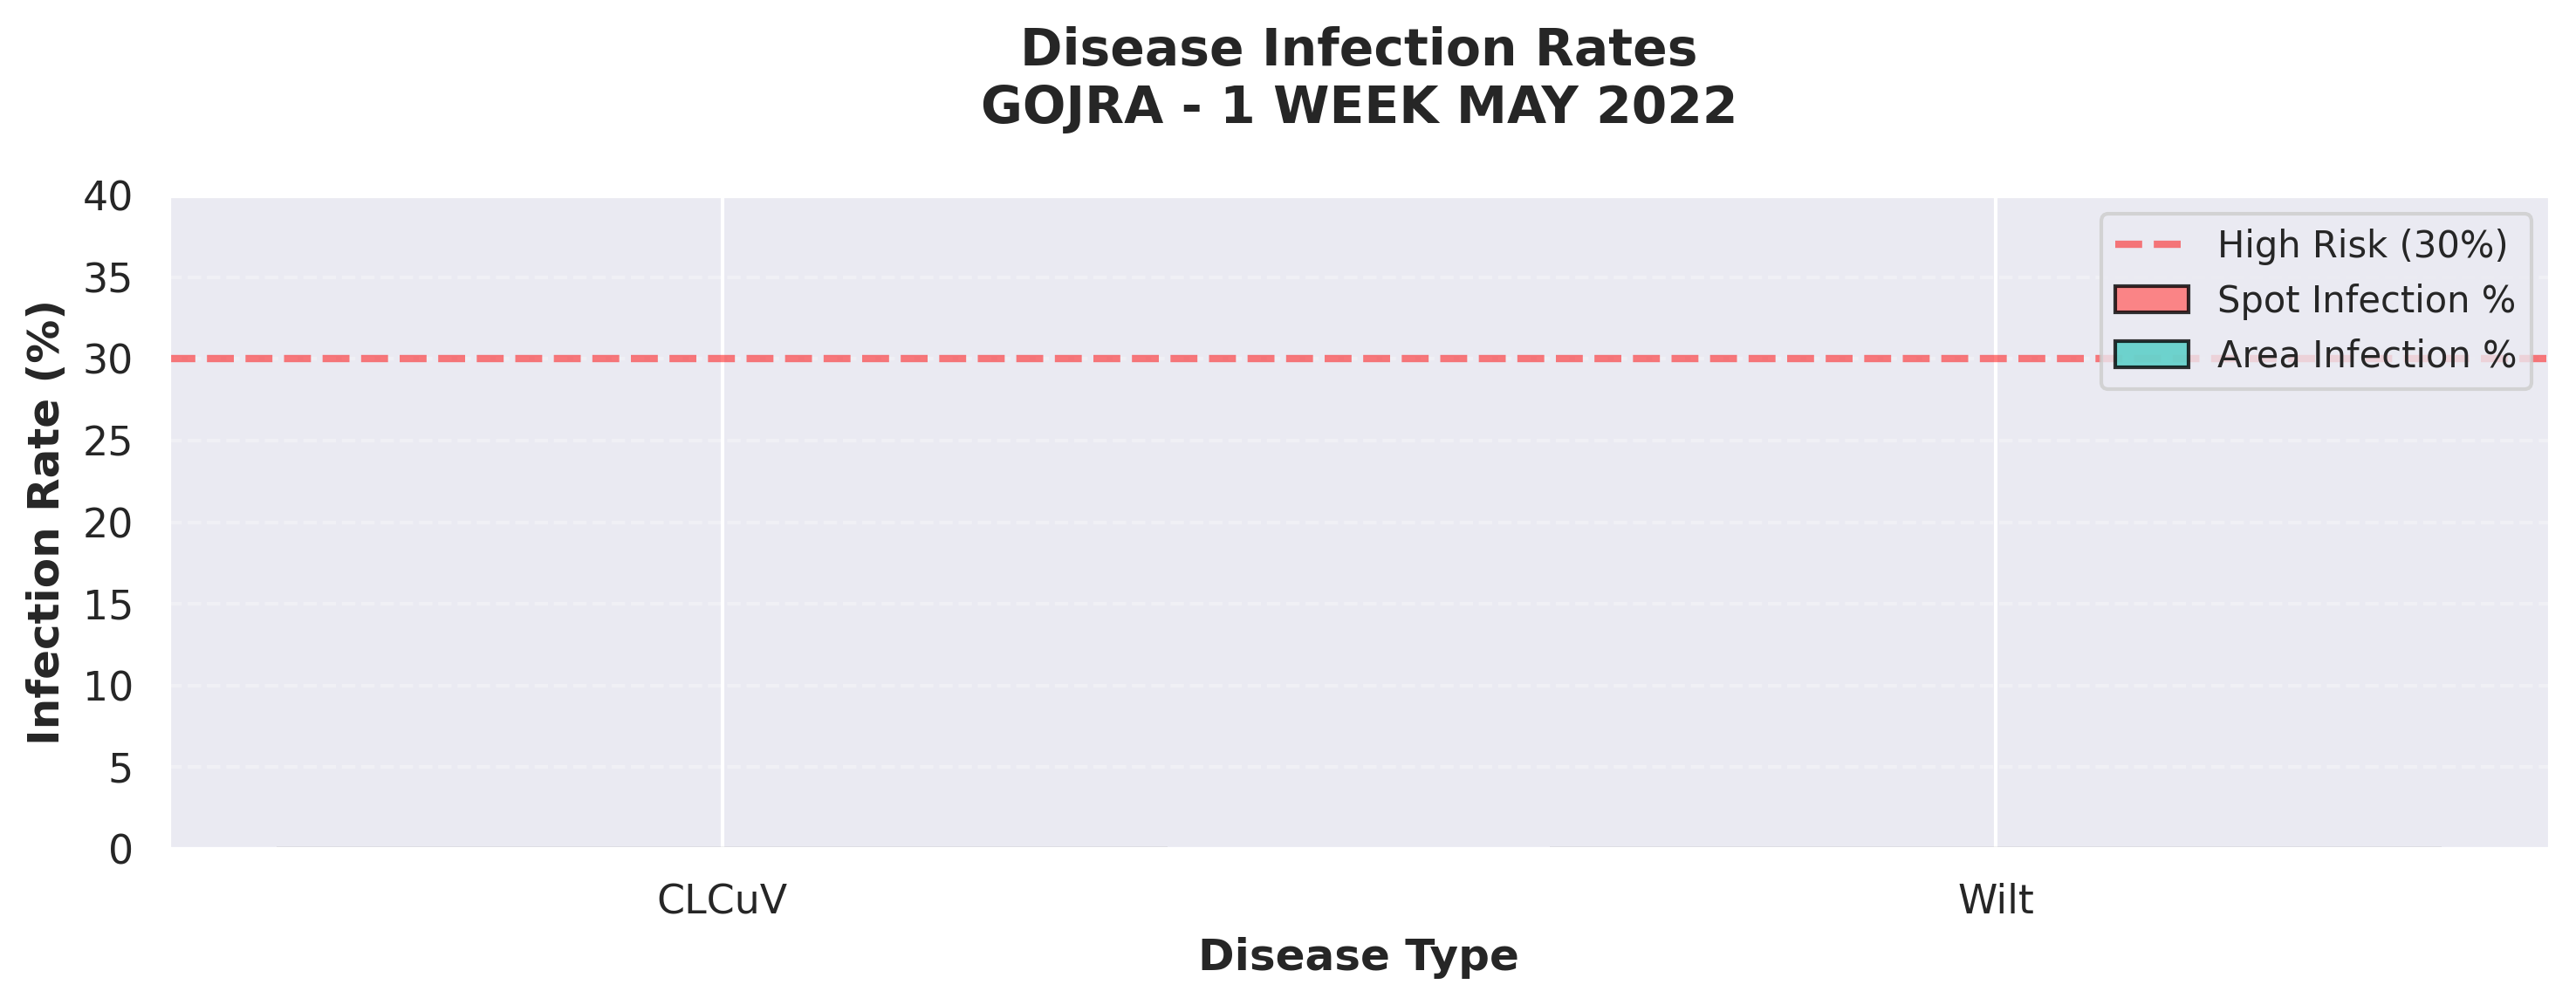 Disease Infection Rates
GOJRA - 1 WEEK MAY 2022
Infection Rate (%)
40
35
30
25
20
15
10
5
0
High Risk (30%)
Spot Infection %
Area Infection %
CLCuV
Wilt
Disease Type